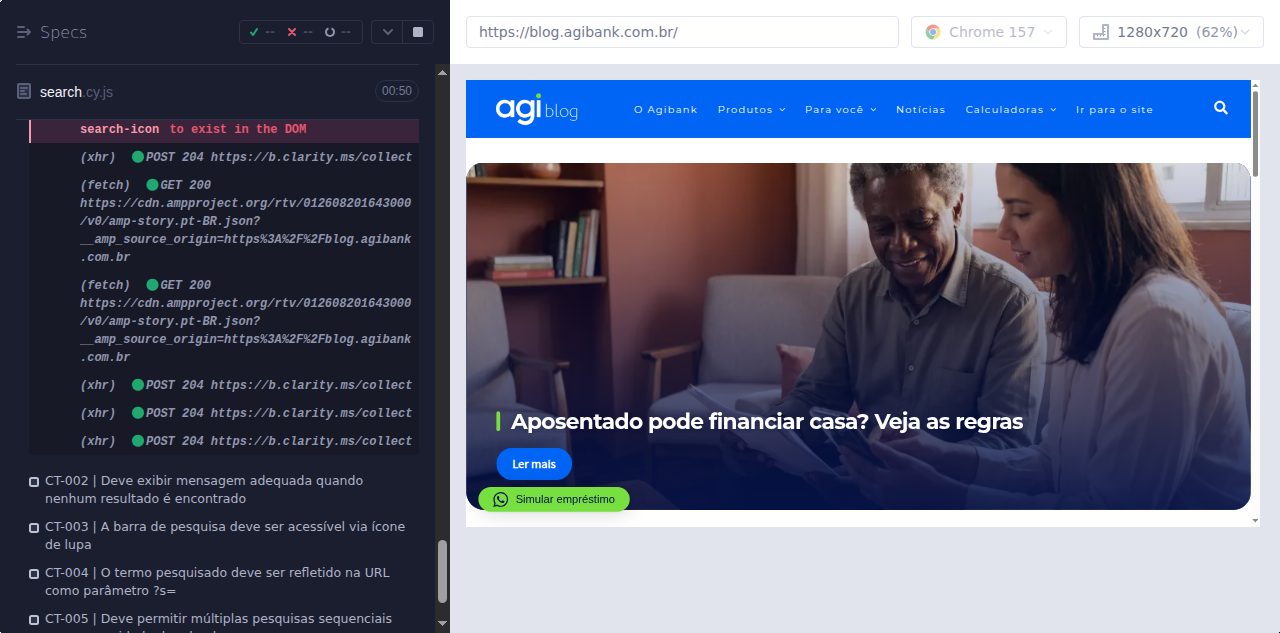 Specs
-- -- --
https://blog.agibank.com.br/
Chrome 157
1280x720 (62%)
search.cy.js
00:50
search-icon to exist in the DOM
(xhr) POST 204 https://b.clarity.ms/collect
(fetch) GET 200
https://cdn.ampproject.org/rtv/012608201643000
/v0/amp-story.pt-BR.json?
__amp_source_origin=https%3A%2F%2Fblog.agibank
.com.br
(fetch) GET 200
https://cdn.ampproject.org/rtv/012608201643000
/v0/amp-story.pt-BR.json?
__amp_source_origin=https%3A%2F%2Fblog.agibank
.com.br
(xhr) POST 204 https://b.clarity.ms/collect
(xhr) POST 204 https://b.clarity.ms/collect
(xhr) POST 204 https://b.clarity.ms/collect
CT-002 | Deve exibir mensagem adequada quando
nenhum resultado é encontrado
CT-003 | A barra de pesquisa deve ser acessível via ícone
de lupa
CT-004 | O termo pesquisado deve ser refletido na URL
como parâmetro ?s=
CT-005 | Deve permitir múltiplas pesquisas sequenciais
agi blog
O Agibank Produtos Para você Notícias Calculadoras Ir para o site
Aposentado pode financiar casa? Veja as regras
Ler mais
Simular empréstimo